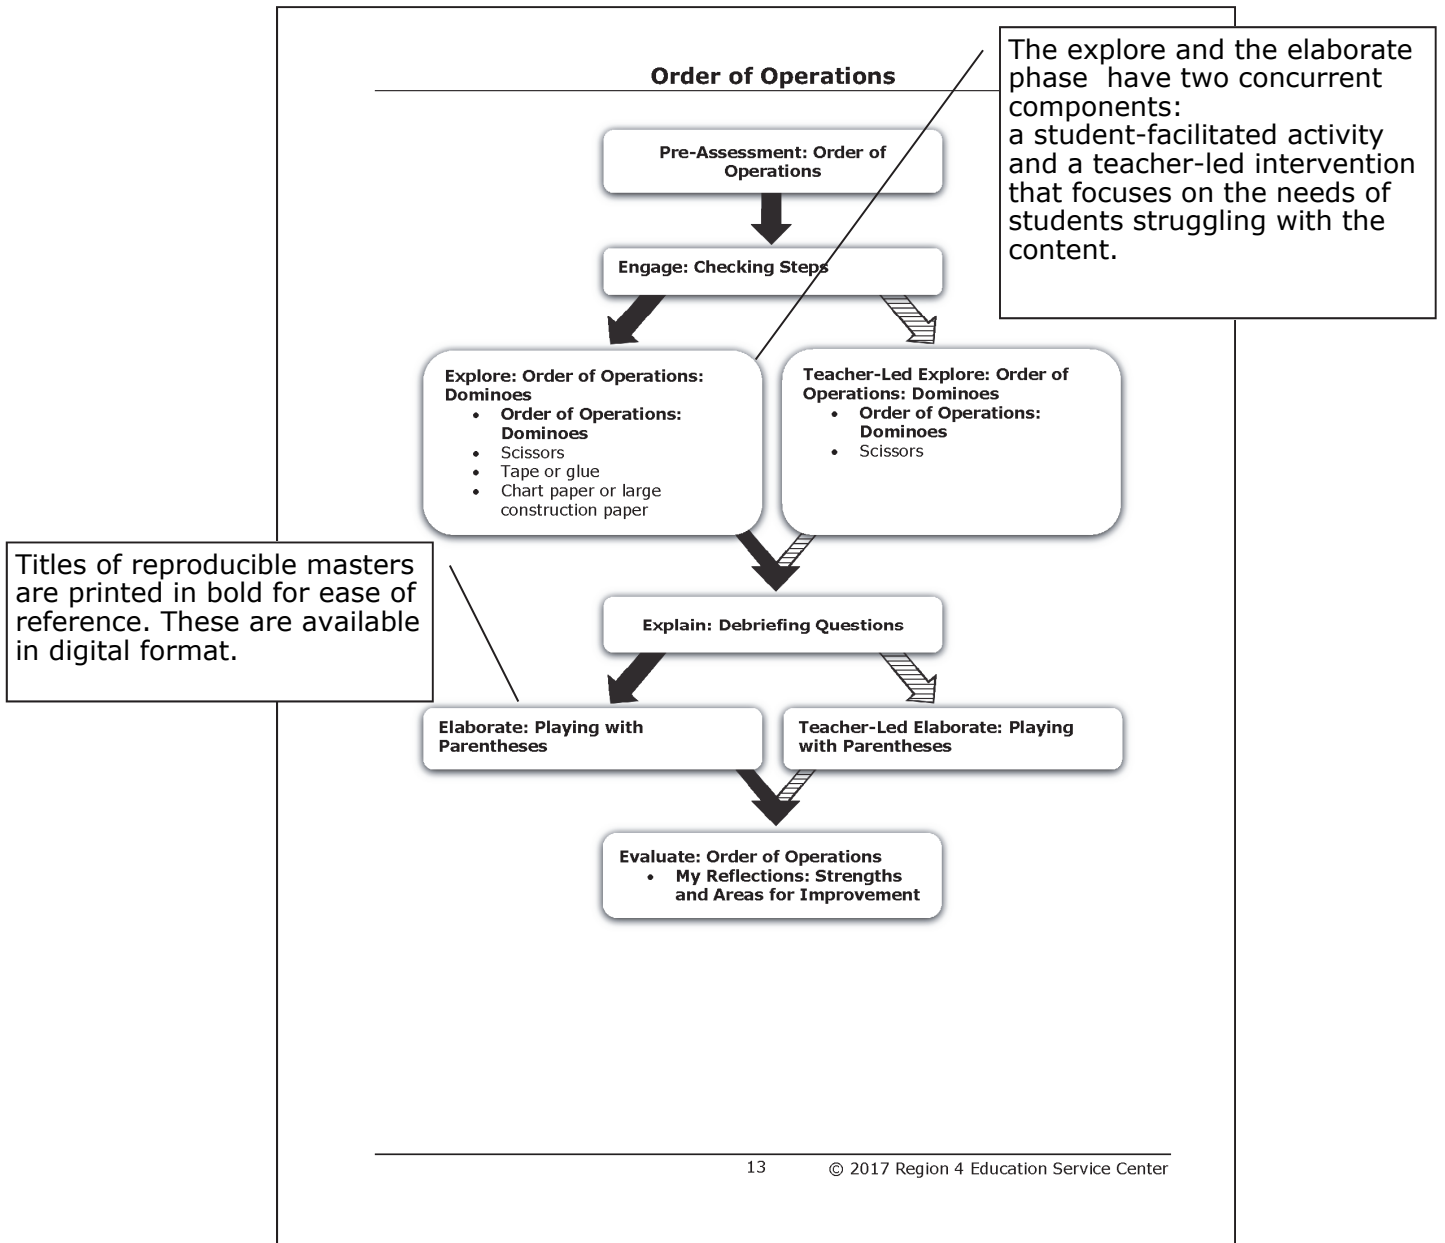 Order of Operations
The explore and the elaborate
phase  have two concurrent
components:
a student-facilitated activity
and a teacher-led intervention
that focuses on the needs of
students struggling with the
content.
Pre-Assessment: Order of
Operations
Engage: Checking Steps
Explore: Order of Operations:
Dominoes
• Order of Operations:
Dominoes
• Scissors
• Tape or glue
• Chart paper or large
construction paper
Teacher-Led Explore: Order of
Operations: Dominoes
• Order of Operations:
Dominoes
• Scissors
Titles of reproducible masters
are printed in bold for ease of
reference. These are available
in digital format.
Explain: Debriefing Questions
Elaborate: Playing with
Parentheses
Teacher-Led Elaborate: Playing
with Parentheses
Evaluate: Order of Operations
• My Reflections: Strengths
and Areas for Improvement
13 © 2017 Region 4 Education Service Center